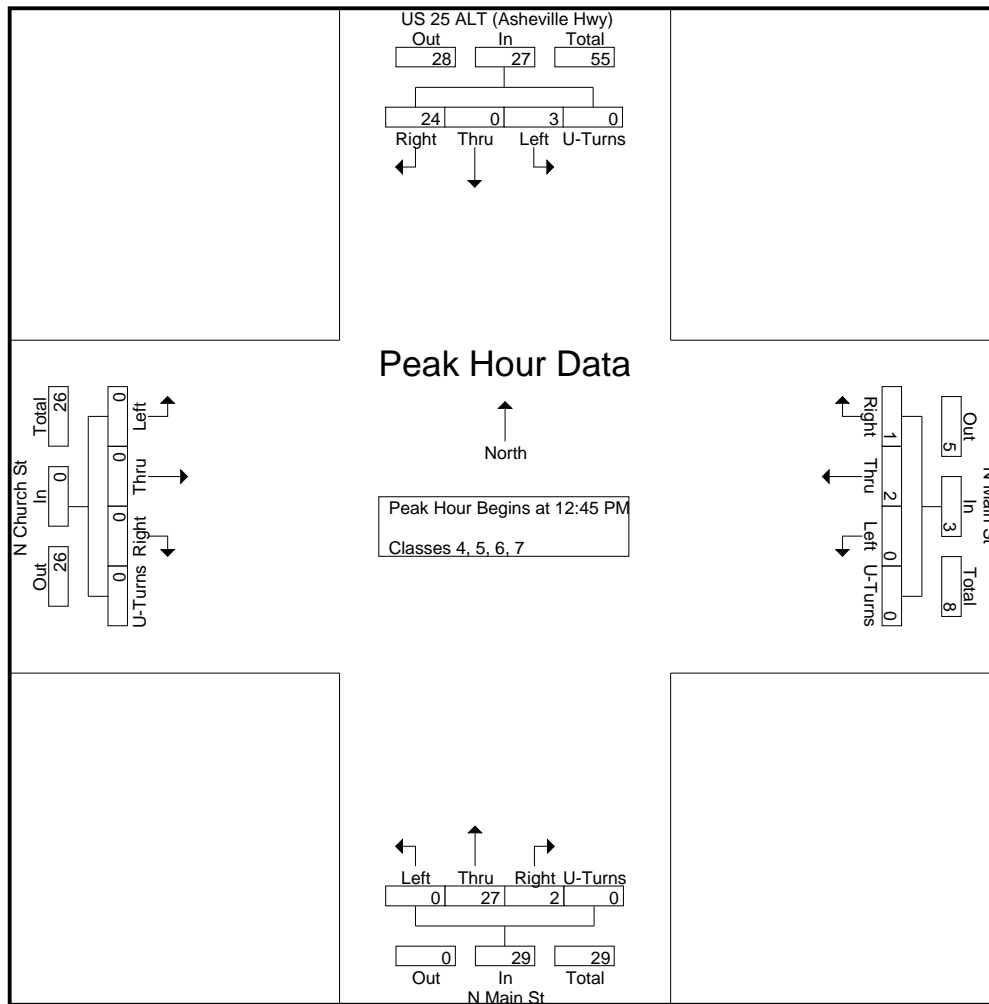 US 25 ALT (Asheville Hwy)
Out In Total
28 27 55
24 0 3 0
Right Thru Left U-Turns
Peak Hour Data
North
Peak Hour Begins at 12:45 PM
Classes 4, 5, 6, 7
N Church St
Total In Out
26 0 26
0 0 0 0
Left Thru Right U-Turns
Right Thru Left U-Turns
1 2 0 0
Out In Total
5 3 8
N Main St
Left Thru Right U-Turns
0 27 2 0
0 29 29
Out In Total
N Main St